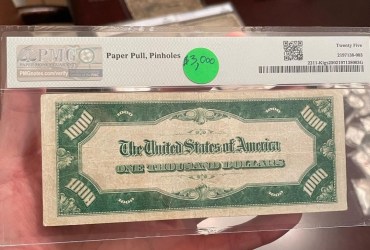 PMG
Paper Pull, Pinholes
$3,000
Twenty Five
1000
1000
The United States of America
ONE THOUSAND DOLLARS
1000
1000